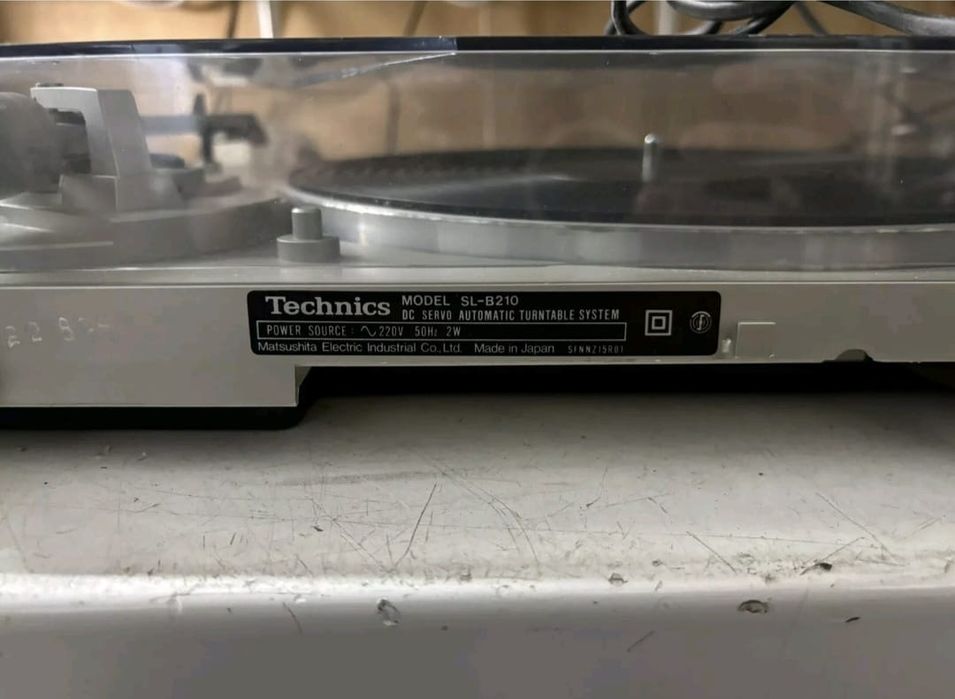 Technics MODEL SL-B210
DC SERVO AUTOMATIC TURNTABLE SYSTEM
POWER SOURCE : ∿ 220V 50Hz 2W
Matsushita Electric Industrial Co., Ltd. Made in Japan SFNNZ15R01